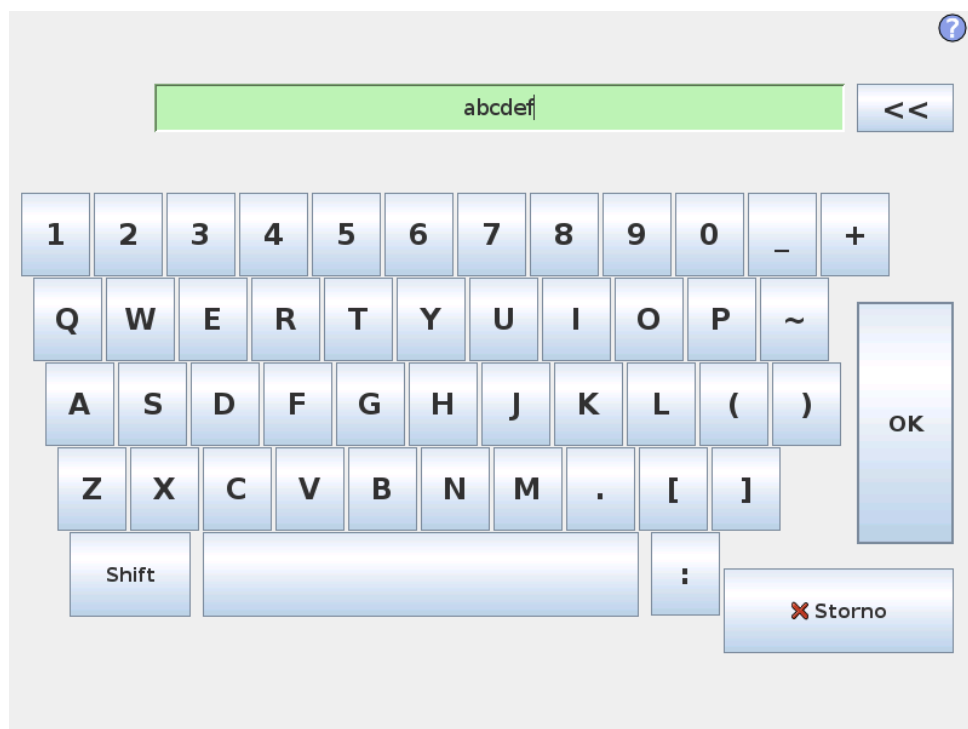 ?
abcdef
<<
1 2 3 4 5 6 7 8 9 0 _ +
Q W E R T Y U I O P ~
A S D F G H J K L ( )
OK
Z X C V B N M . [ ]
Shift :
Storno